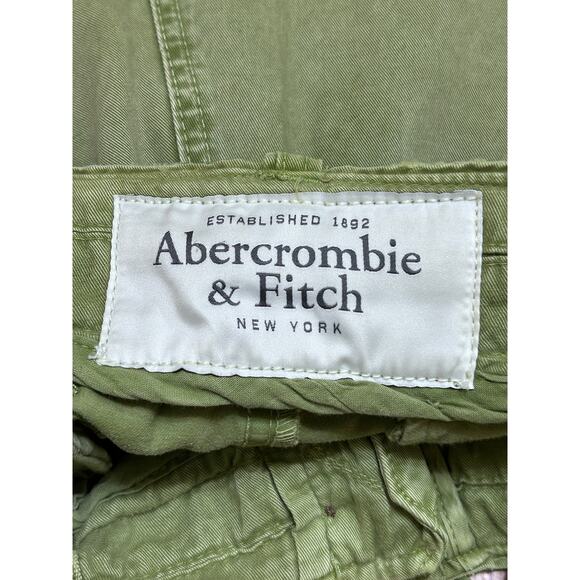 ESTABLISHED 1892
Abercrombie
& Fitch
NEW YORK